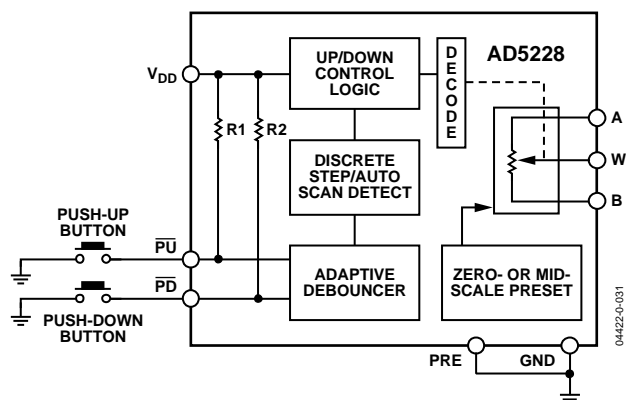 UP/DOWN
CONTROL
LOGIC
DECODE
AD5228
VDD
R1
R2
A
W
B
DISCRETE
STEP/AUTO
SCAN DETECT
PUSH-UP
BUTTON
PU
PD
PUSH-DOWN
BUTTON
ADAPTIVE
DEBOUNCER
ZERO- OR MID-
SCALE PRESET
PRE
GND
04422-0-031